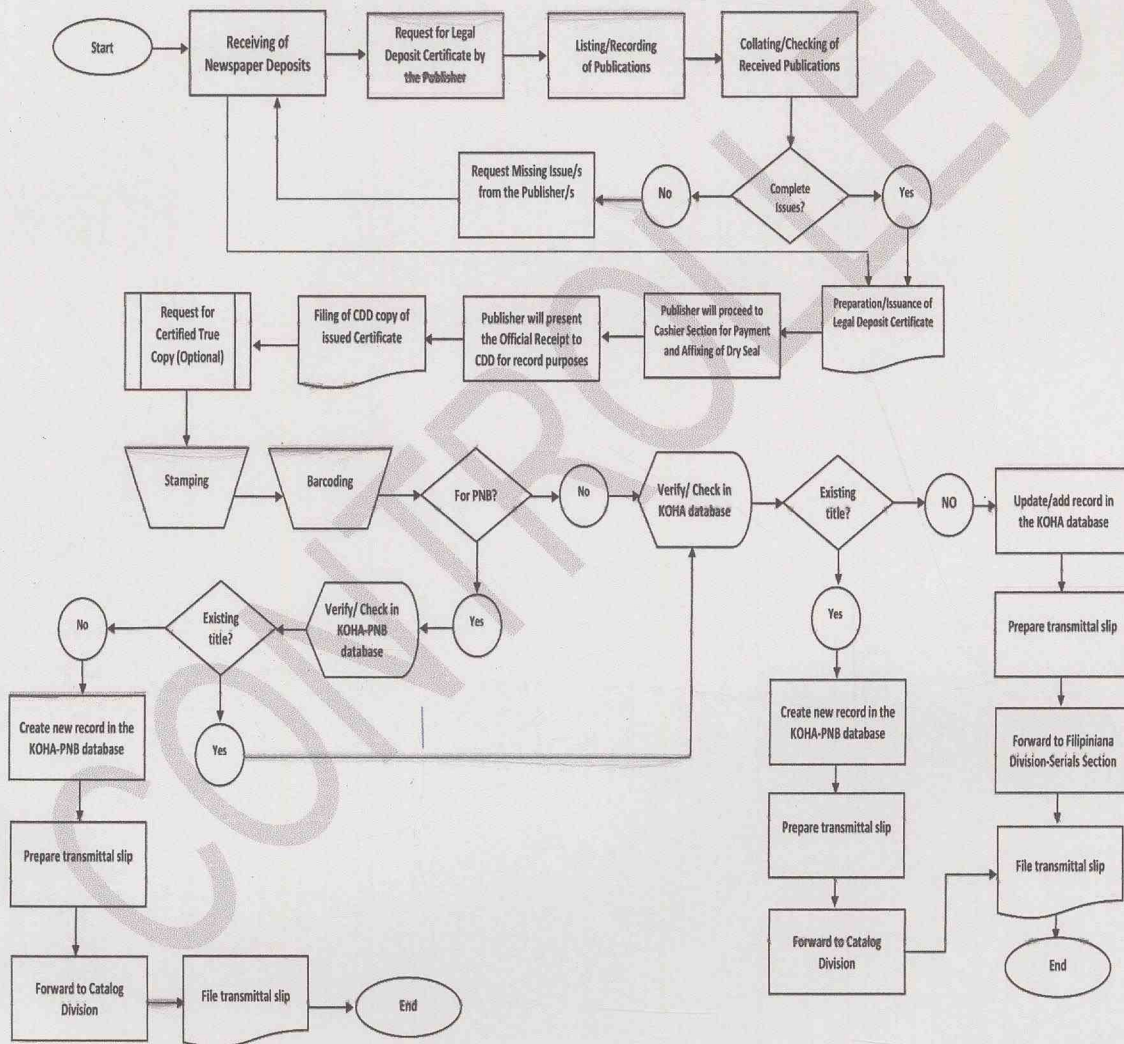 Start
Receiving of
Newspaper Deposits
Request for Legal
Deposit Certificate by
the Publisher
Listing/Recording
of Publications
Collating/Checking of
Received Publications
Request Missing Issue/s
from the Publisher/s
No
Complete
Issues?
Yes
Request for
Certified True
Copy (Optional)
Filing of CDD copy of
issued Certificate
Publisher will present
the Official Receipt to
CDD for record purposes
Publisher will proceed to
Cashier Section for Payment
and Affixing of Dry Seal
Preparation/Issuance of
Legal Deposit Certificate
Stamping
Barcoding
For PNB?
No
Verify/ Check in
KOHA database
Existing
title?
NO
Update/add record in
the KOHA database
No
Existing
title?
Verify/ Check in
KOHA-PNB
database
Yes
Yes
Prepare transmittal slip
Create new record in the
KOHA-PNB database
Yes
Create new record in the
KOHA-PNB database
Forward to Filipiniana
Division-Serials Section
Prepare transmittal slip
Prepare transmittal slip
File transmittal slip
Forward to Catalog
Division
File transmittal slip
End
Forward to Catalog
Division
End
CONTROLLED